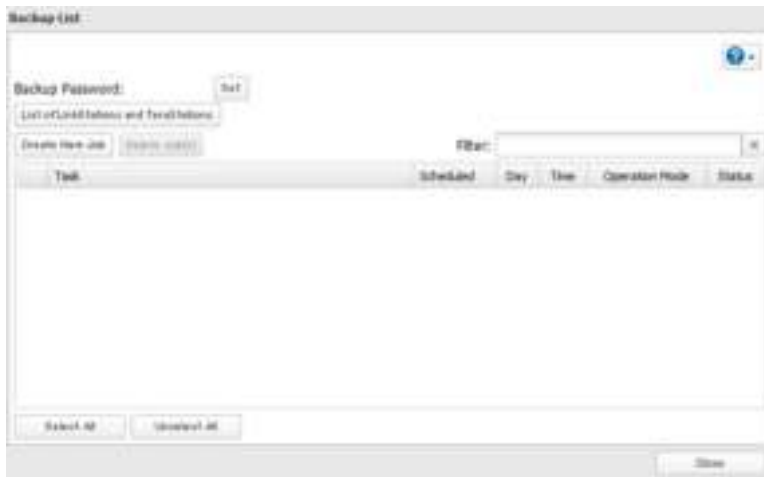 Backup List
Backup Password: Set
List of LinkStations and TeraStations
Create New Job Delete Job(s) Filter:
Task Scheduled Day Time Operation Mode Status
Select All Unselect All
Close